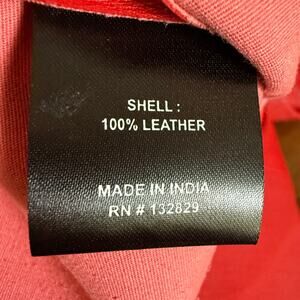 SHELL :
100% LEATHER
MADE IN INDIA
RN # 132829